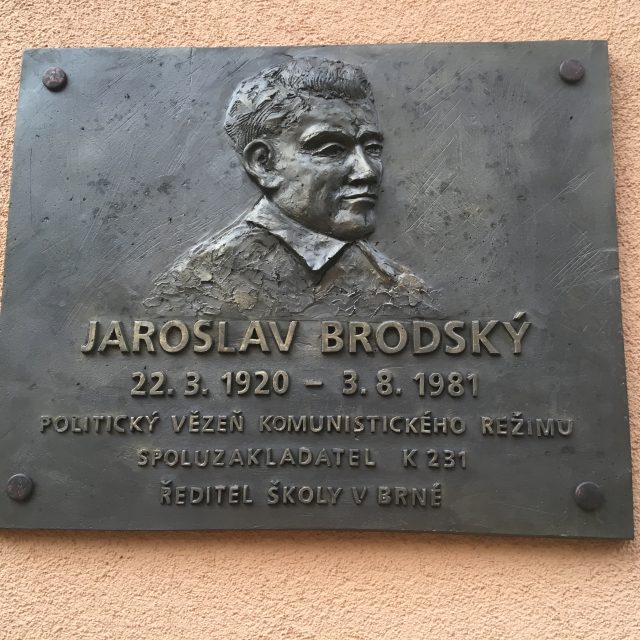 JAROSLAV BRODSKÝ
22. 3. 1920 – 3. 8. 1981
POLITICKÝ VĚZEŇ KOMUNISTICKÉHO REŽIMU
SPOLUZAKLADATEL K 231
ŘEDITEL ŠKOLY V BRNĚ